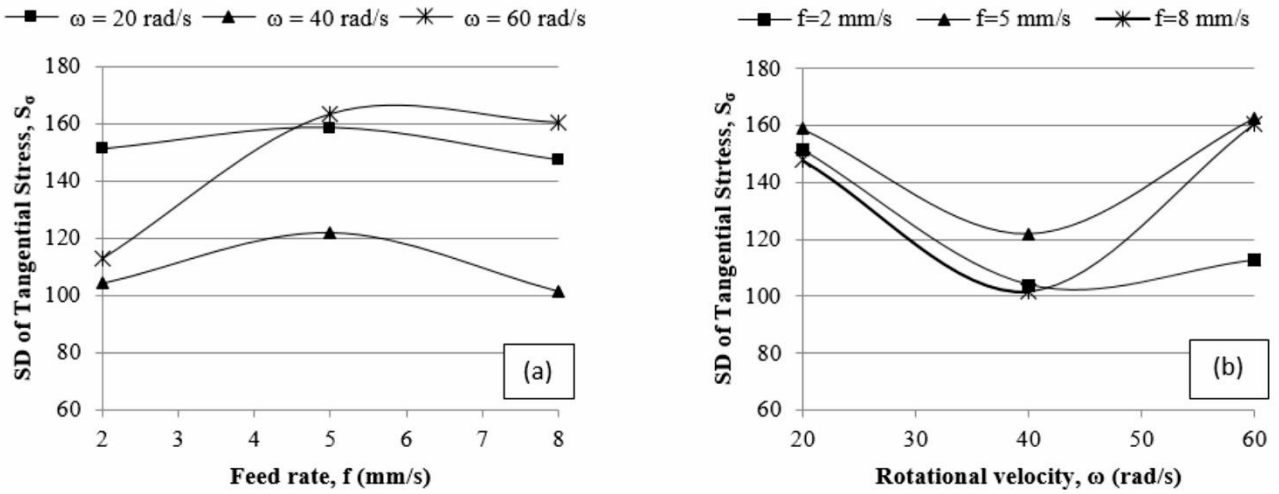 ω = 20 rad/s ω = 40 rad/s ω = 60 rad/s
SD of Tangential Stress, Sσ
180
160
140
120
100
80
60
2 3 4 5 6 7 8
Feed rate, f (mm/s)
(a)
f=2 mm/s f=5 mm/s f=8 mm/s
SD of Tangential Strtess, Sσ
180
160
140
120
100
80
60
20 30 40 50 60
Rotational velocity, ω (rad/s)
(b)